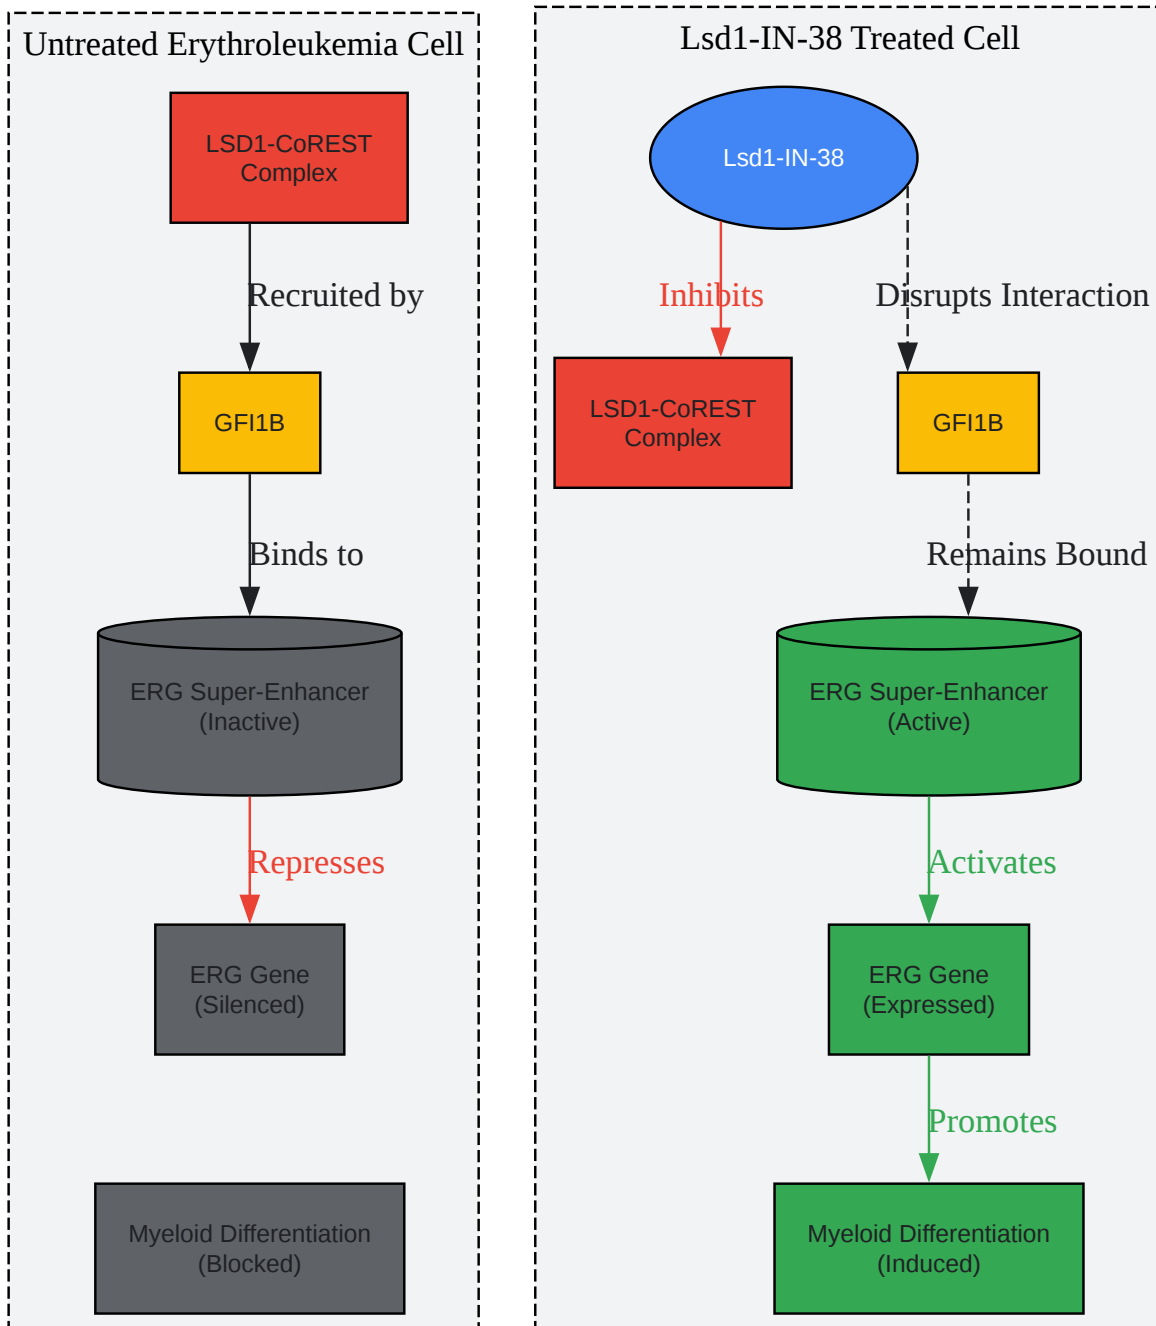 Untreated Erythroleukemia Cell
LSD1-CoREST
Complex
Recruited by
GFI1B
Binds to
ERG Super-Enhancer
(Inactive)
Represses
ERG Gene
(Silenced)
Myeloid Differentiation
(Blocked)
Lsd1-IN-38 Treated Cell
Lsd1-IN-38
Inhibits
Disrupts Interaction
LSD1-CoREST
Complex
GFI1B
Remains Bound
ERG Super-Enhancer
(Active)
Activates
ERG Gene
(Expressed)
Promotes
Myeloid Differentiation
(Induced)